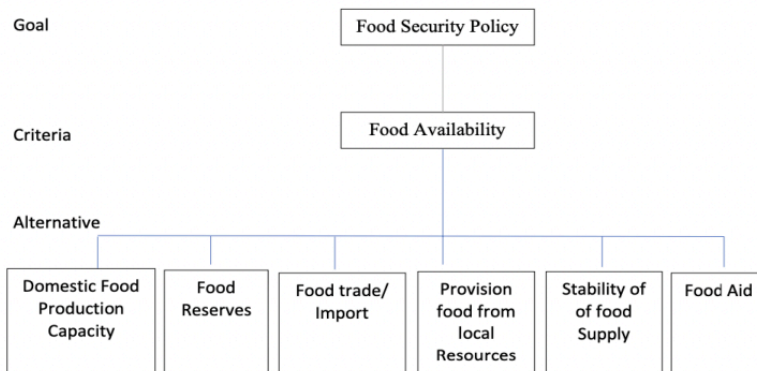 Goal
Food Security Policy
Criteria
Food Availability
Alternative
Domestic Food
Production
Capacity
Food
Reserves
Food trade/
Import
Provision
food from
local
Resources
Stability of
of food
Supply
Food Aid